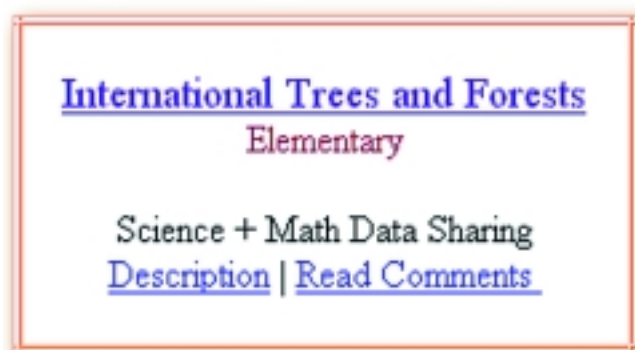 International Trees and Forests
Elementary
Science + Math Data Sharing
Description | Read Comments